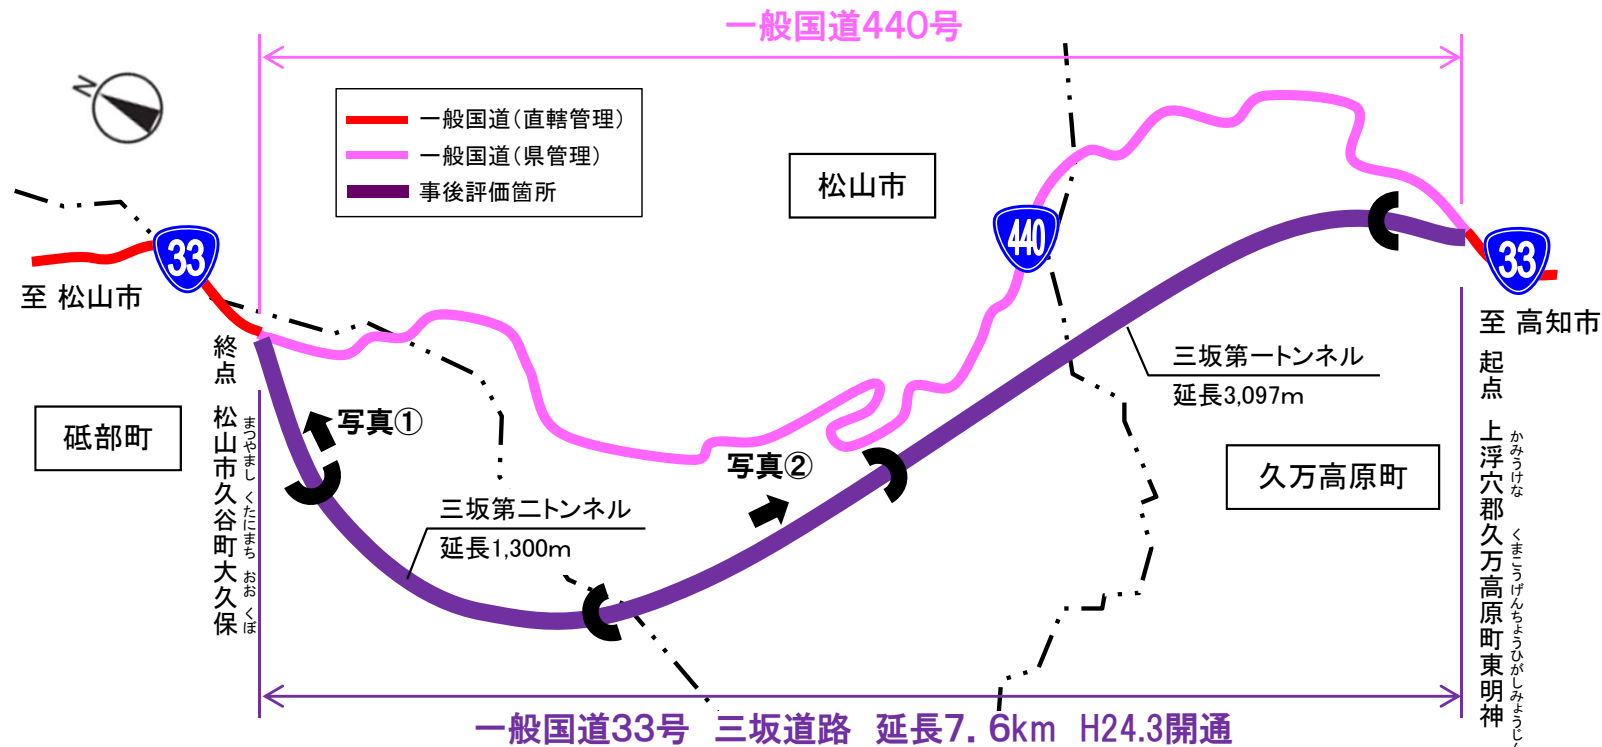 一般国道440号
N
一般国道(直轄管理)
一般国道(県管理)
事後評価箇所
松山市
33
至 松山市
440
33
至 高知市
終点 松山市久谷町大久保
まつやまし くたにまち おお くぼ
砥部町
写真①
写真②
三坂第一トンネル
延長3,097m
三坂第二トンネル
延長1,300m
久万高原町
起点 上浮穴郡久万高原町東明神
かみうけな くまこうげんちょうひがしみょうじん
一般国道33号 三坂道路 延長7.6km H24.3開通